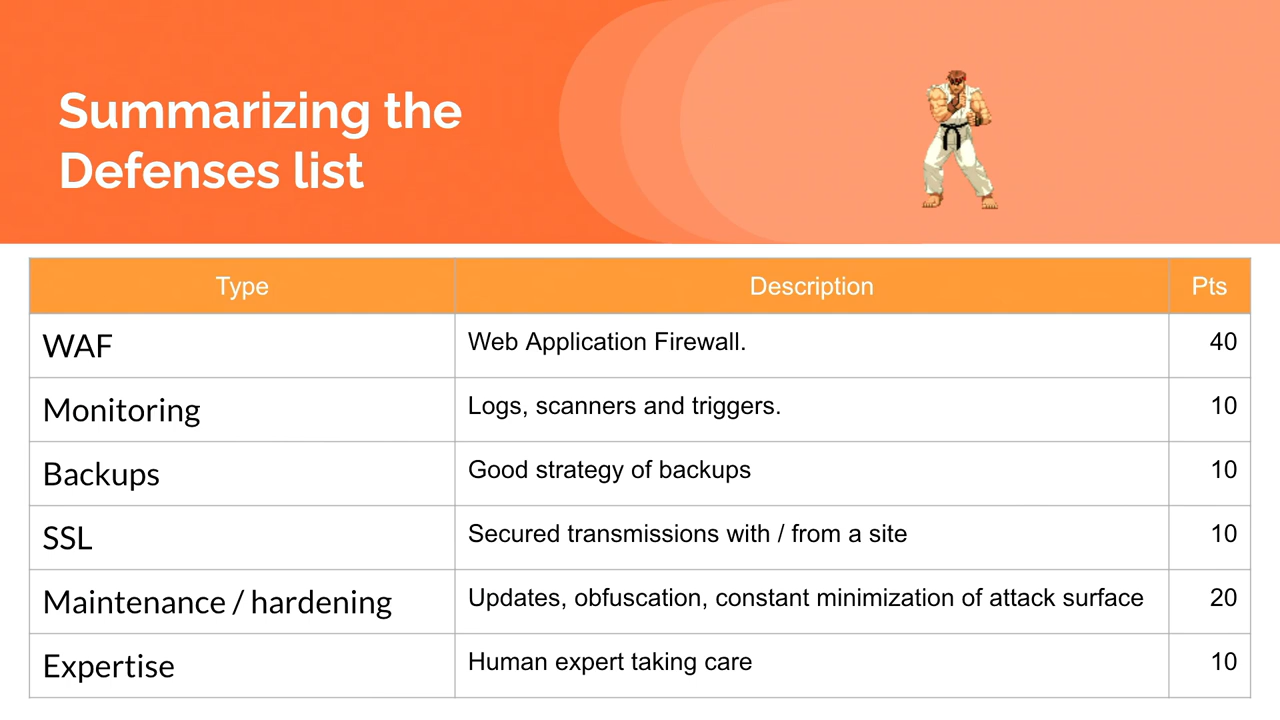 Summarizing the
Defenses list
Type Description Pts
WAF Web Application Firewall. 40
Monitoring Logs, scanners and triggers. 10
Backups Good strategy of backups 10
SSL Secured transmissions with / from a site 10
Maintenance / hardening Updates, obfuscation, constant minimization of attack surface 20
Expertise Human expert taking care 10